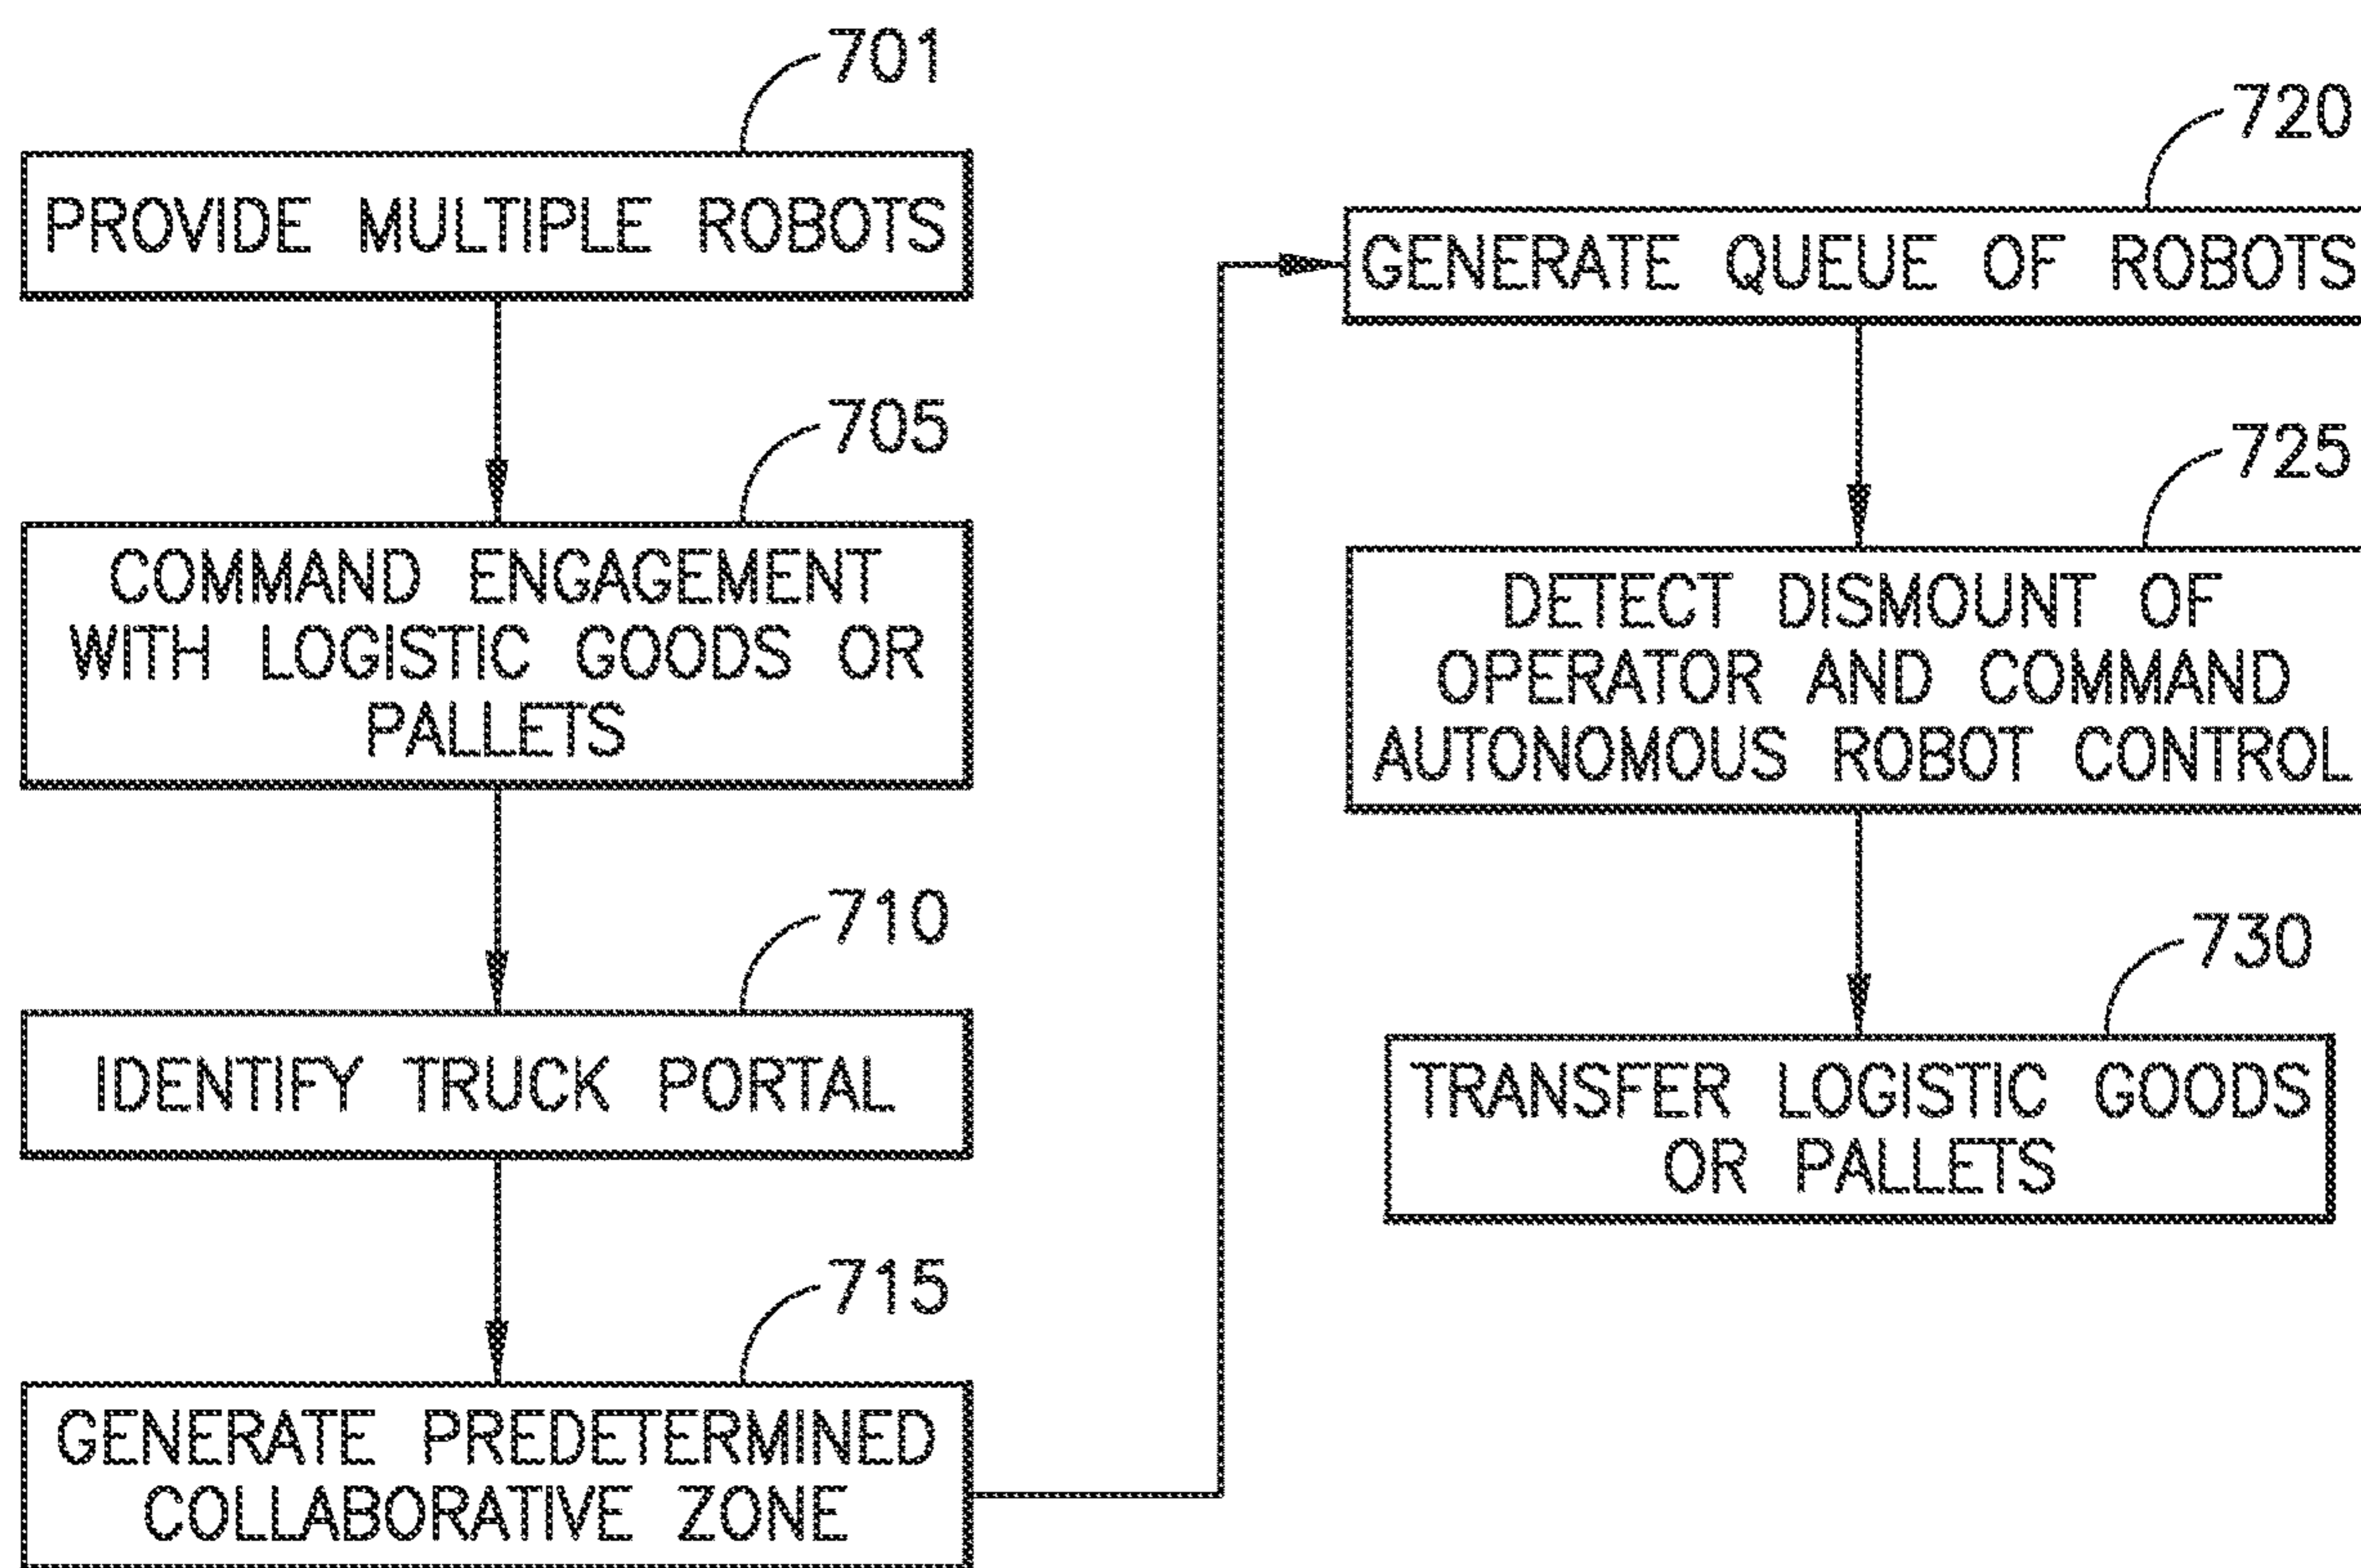 701
PROVIDE MULTIPLE ROBOTS
705
COMMAND ENGAGEMENT
WITH LOGISTIC GOODS OR
PALLETS
710
IDENTIFY TRUCK PORTAL
715
GENERATE PREDETERMINED
COLLABORATIVE ZONE
720
GENERATE QUEUE OF ROBOTS
725
DETECT DISMOUNT OF
OPERATOR AND COMMAND
AUTONOMOUS ROBOT CONTROL
730
TRANSFER LOGISTIC GOODS
OR PALLETS